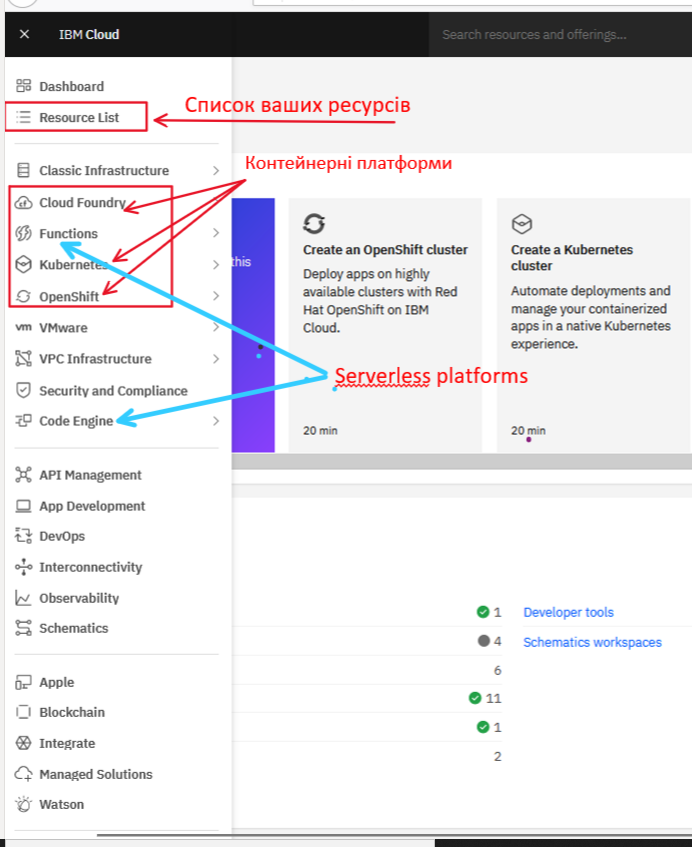 IBM Cloud
Search resources and offerings...
Dashboard
Resource List
Список ваших ресурсів
Classic Infrastructure
Контейнерні платформи
Cloud Foundry
Functions
Kubernetes
OpenShift
VMware
VPC Infrastructure
Security and Compliance
Code Engine
Serverless platforms
this
Create an OpenShift cluster
Deploy apps on highly
available clusters with Red
Hat OpenShift on IBM
Cloud.
20 min
Create a Kubernetes
cluster
Automate deployments and
manage your containerized
apps in a native Kubernetes
experience.
20 min
API Management
App Development
DevOps
Interconnectivity
Observability
Schematics
Apple
Blockchain
Integrate
Managed Solutions
Watson
1
4
6
11
1
2
Developer tools
Schematics workspaces